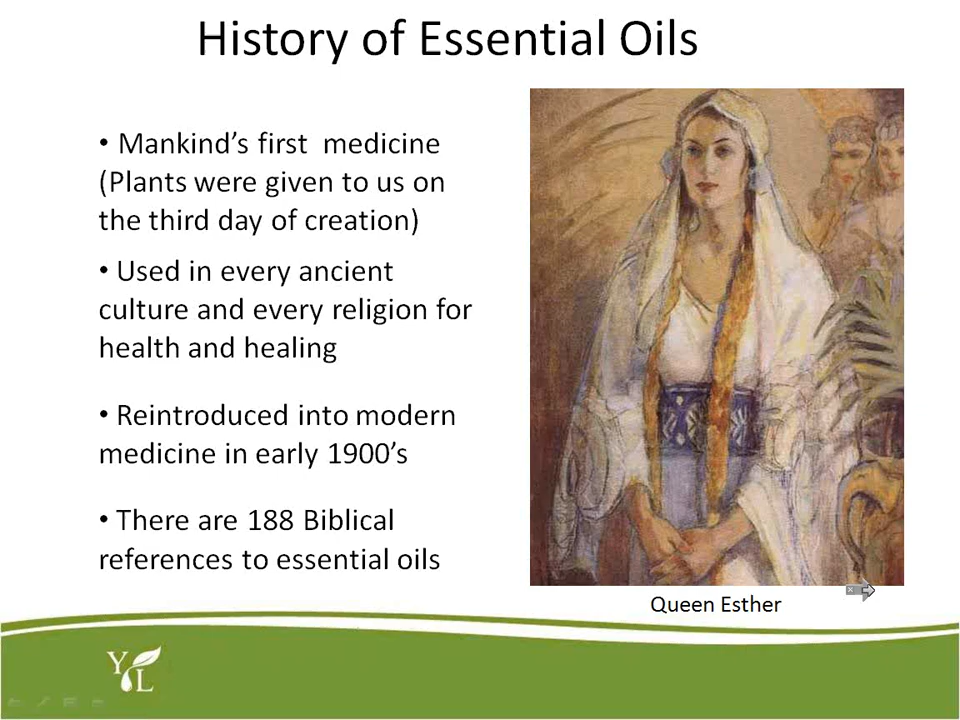 History of Essential Oils
• Mankind’s first medicine
(Plants were given to us on
the third day of creation)
• Used in every ancient
culture and every religion for
health and healing
• Reintroduced into modern
medicine in early 1900’s
• There are 188 Biblical
references to essential oils
Queen Esther
Y L